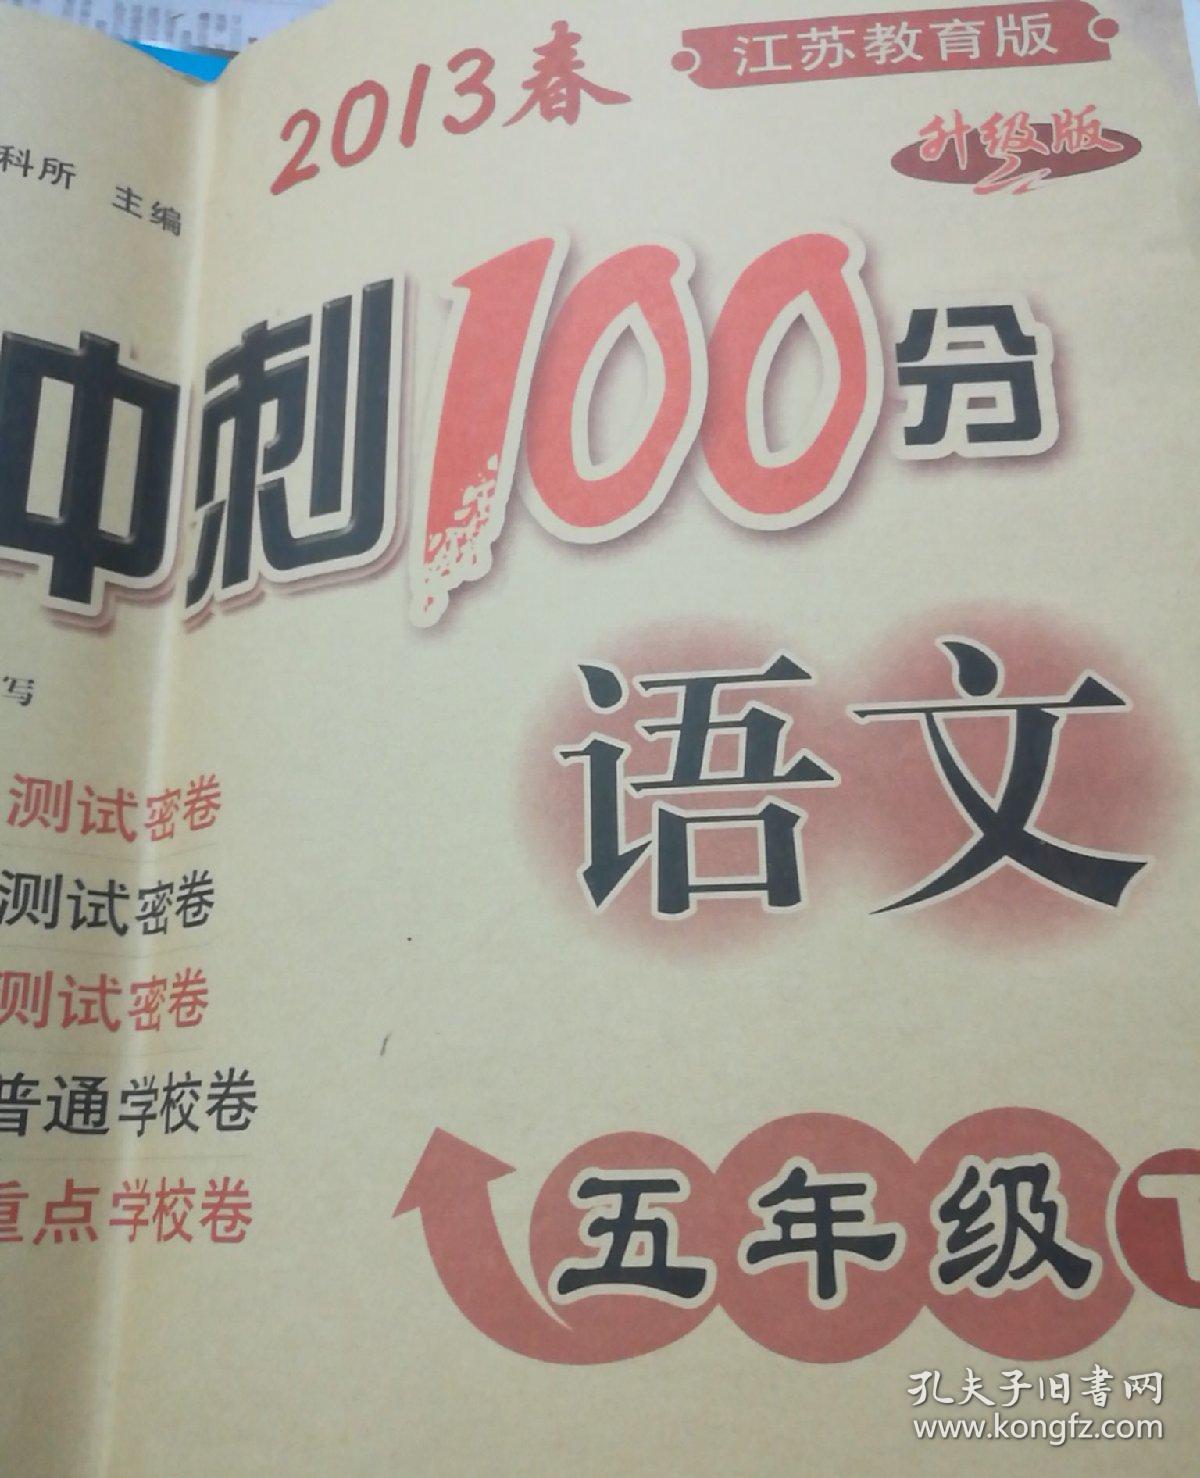 2013春
江苏教育版
升级版
科所 主编
冲刺100分
语文
写
测试密卷
测试密卷
测试密卷
普通学校卷
重点学校卷
五年级
孔夫子旧书网
www.kongfz.com